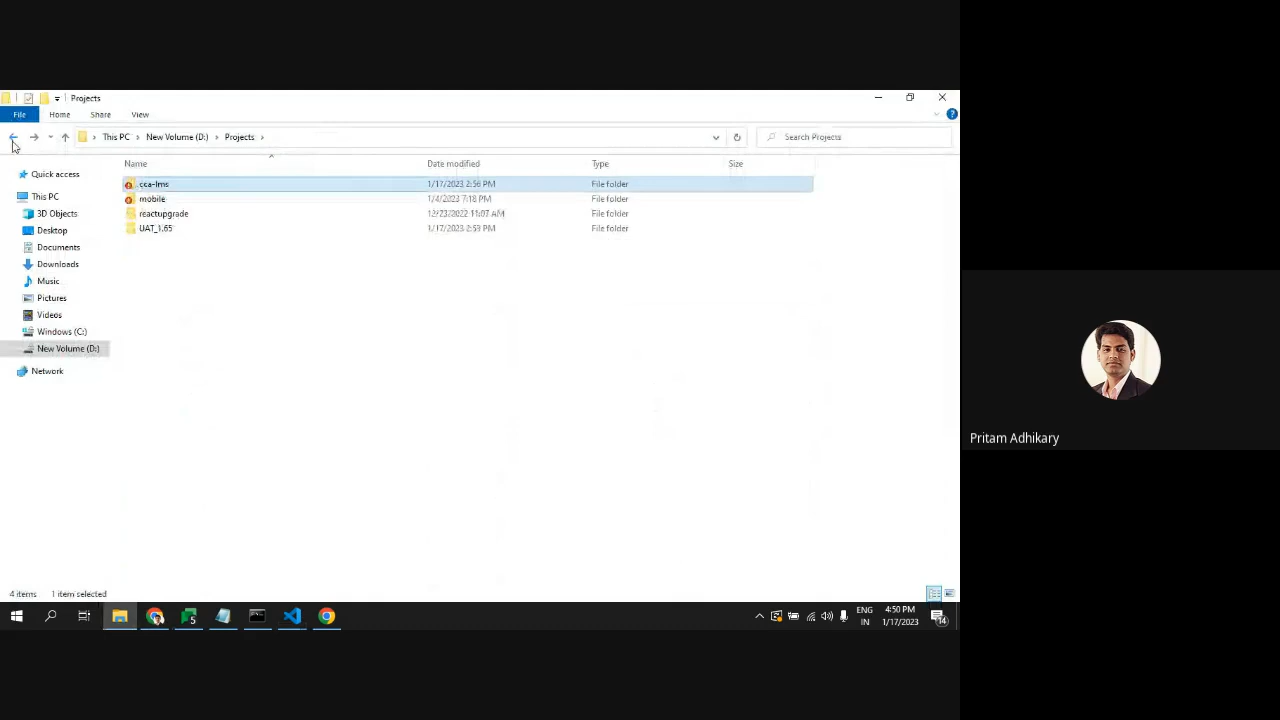 Projects
File Home Share View
This PC New Volume (D:) Projects
Search Projects
Name Date modified Type Size
Quick access
This PC
3D Objects
Desktop
Documents
Downloads
Music
Pictures
Videos
Windows (C:)
New Volume (D:)
Network
cca-lms 1/17/2023 2:56 PM File folder
mobile 1/4/2023 7:18 PM File folder
reactupgrade 12/23/2022 11:07 AM File folder
UAT_1.65 1/17/2023 2:59 PM File folder
Pritam Adhikary
4 items 1 item selected
5
ENG
IN
4:50 PM
1/17/2023
14